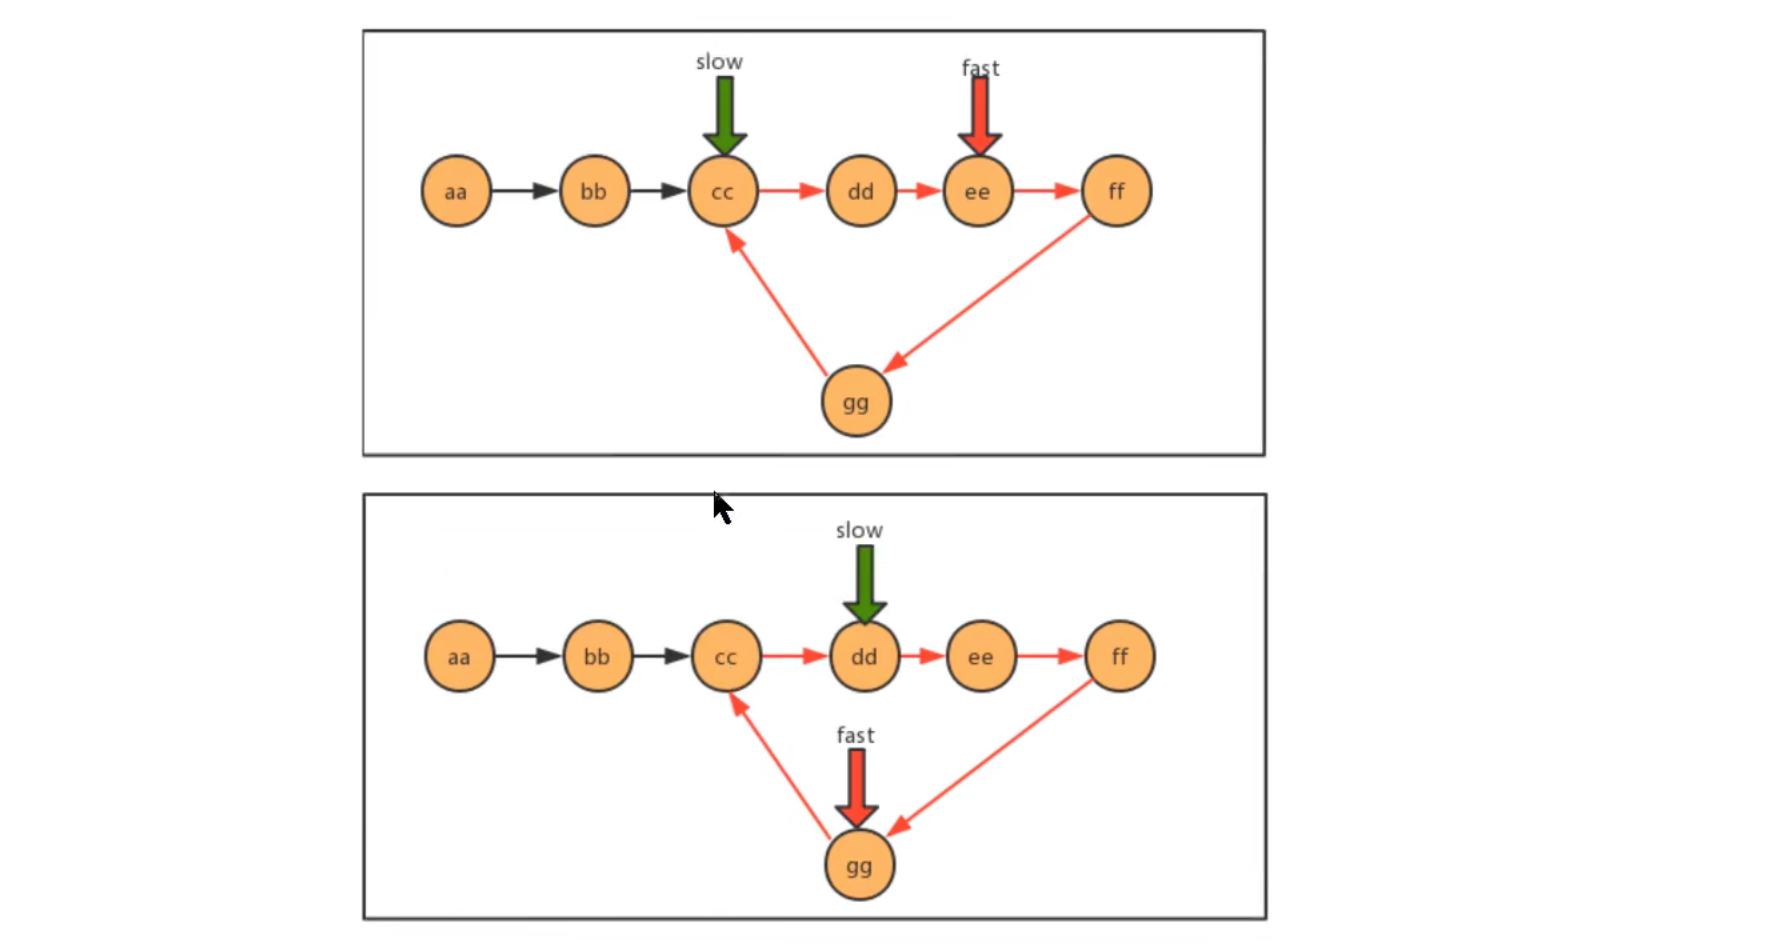 slow
fast
aa bb cc dd ee ff
gg
slow
aa bb cc dd ee ff
fast
gg